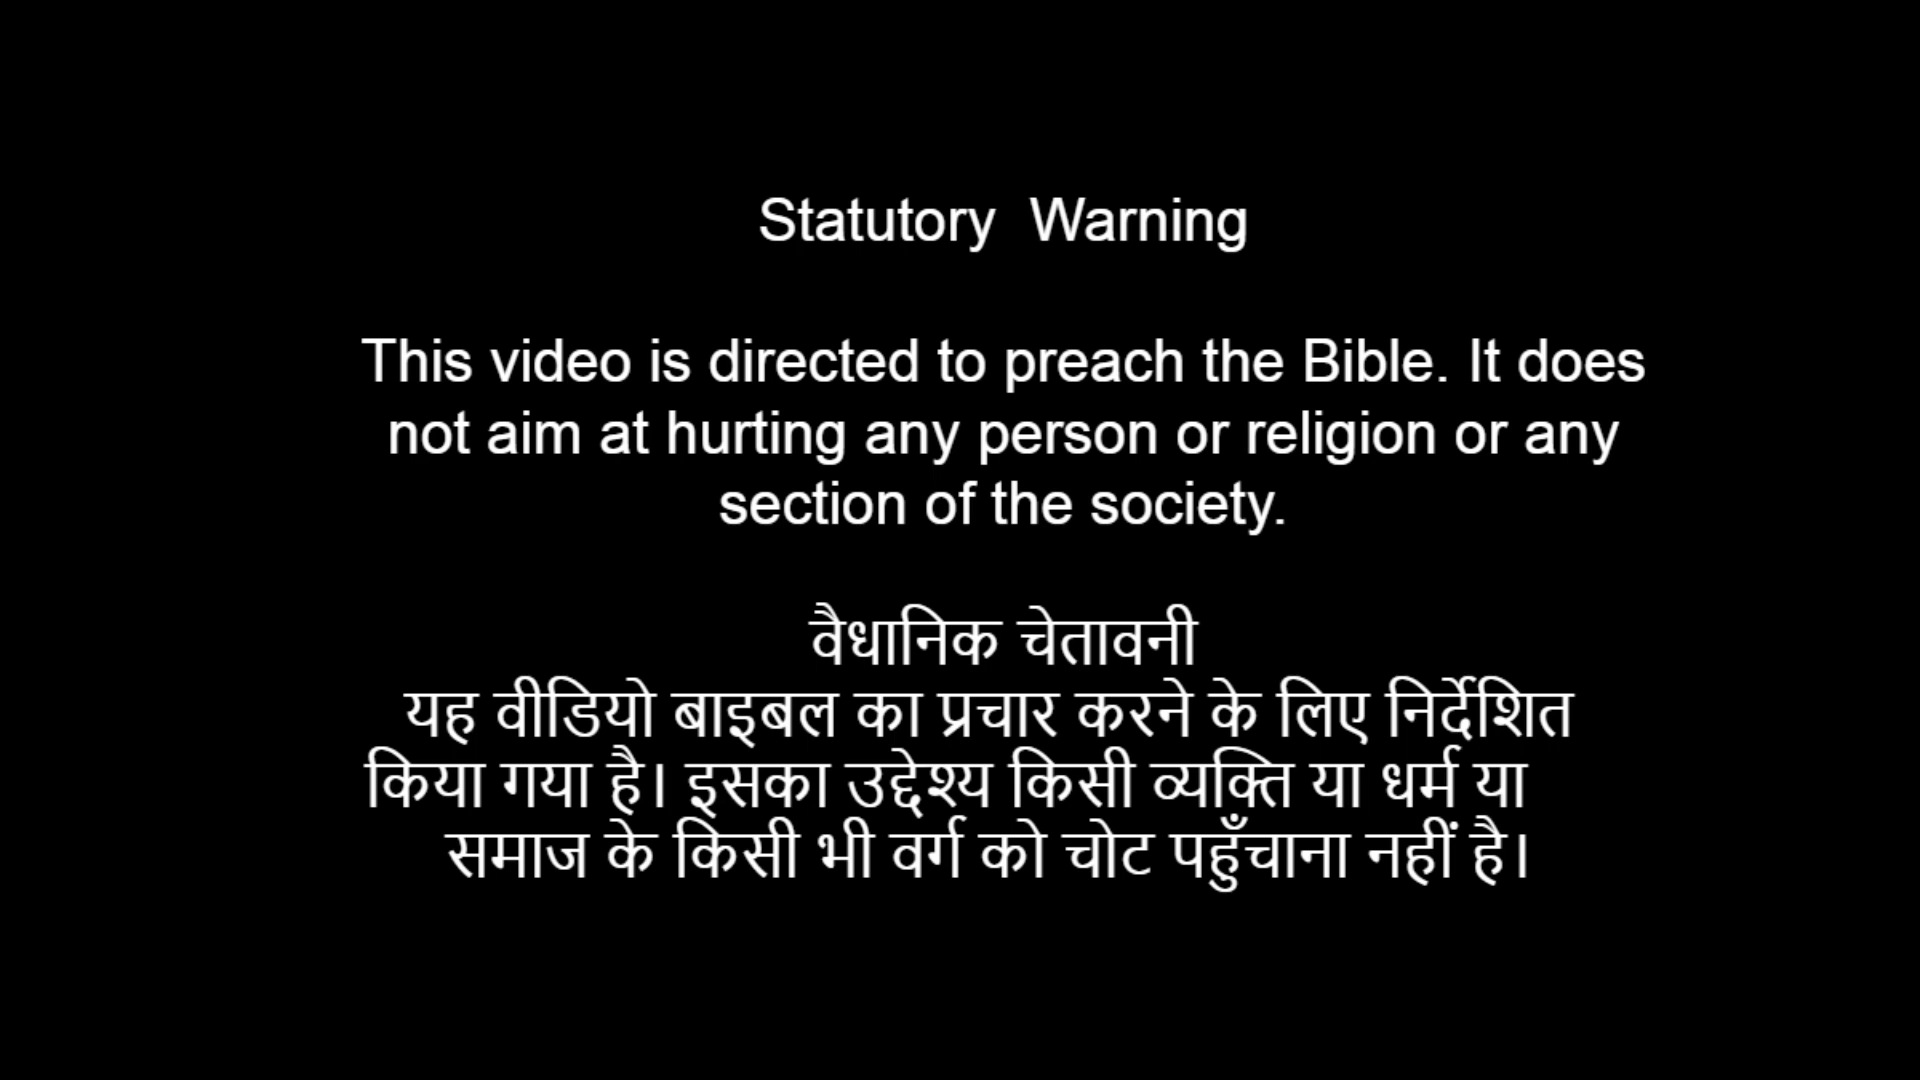 Statutory Warning
This video is directed to preach the Bible. It does
not aim at hurting any person or religion or any
section of the society.
वैधानिक चेतावनी
यह वीडियो बाइबल का प्रचार करने के लिए निर्देशित
किया गया है। इसका उद्देश्य किसी व्यक्ति या धर्म या
समाज के किसी भी वर्ग को चोट पहुँचाना नहीं है।